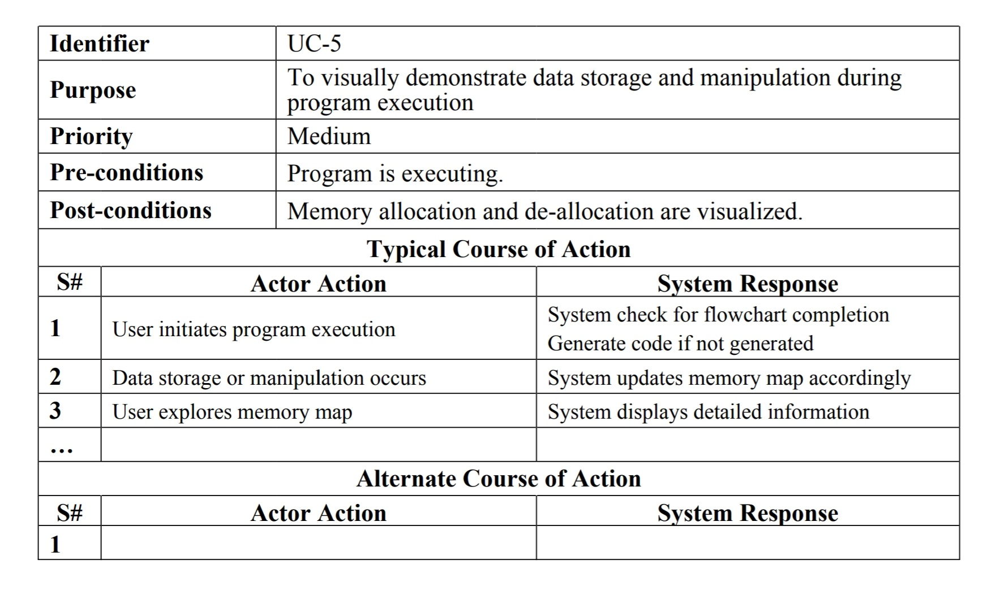 Identifier UC-5
Purpose To visually demonstrate data storage and manipulation during
program execution
Priority Medium
Pre-conditions Program is executing.
Post-conditions Memory allocation and de-allocation are visualized.
Typical Course of Action
S# Actor Action System Response
1 User initiates program execution System check for flowchart completion
Generate code if not generated
2 Data storage or manipulation occurs System updates memory map accordingly
3 User explores memory map System displays detailed information
…
Alternate Course of Action
S# Actor Action System Response
1